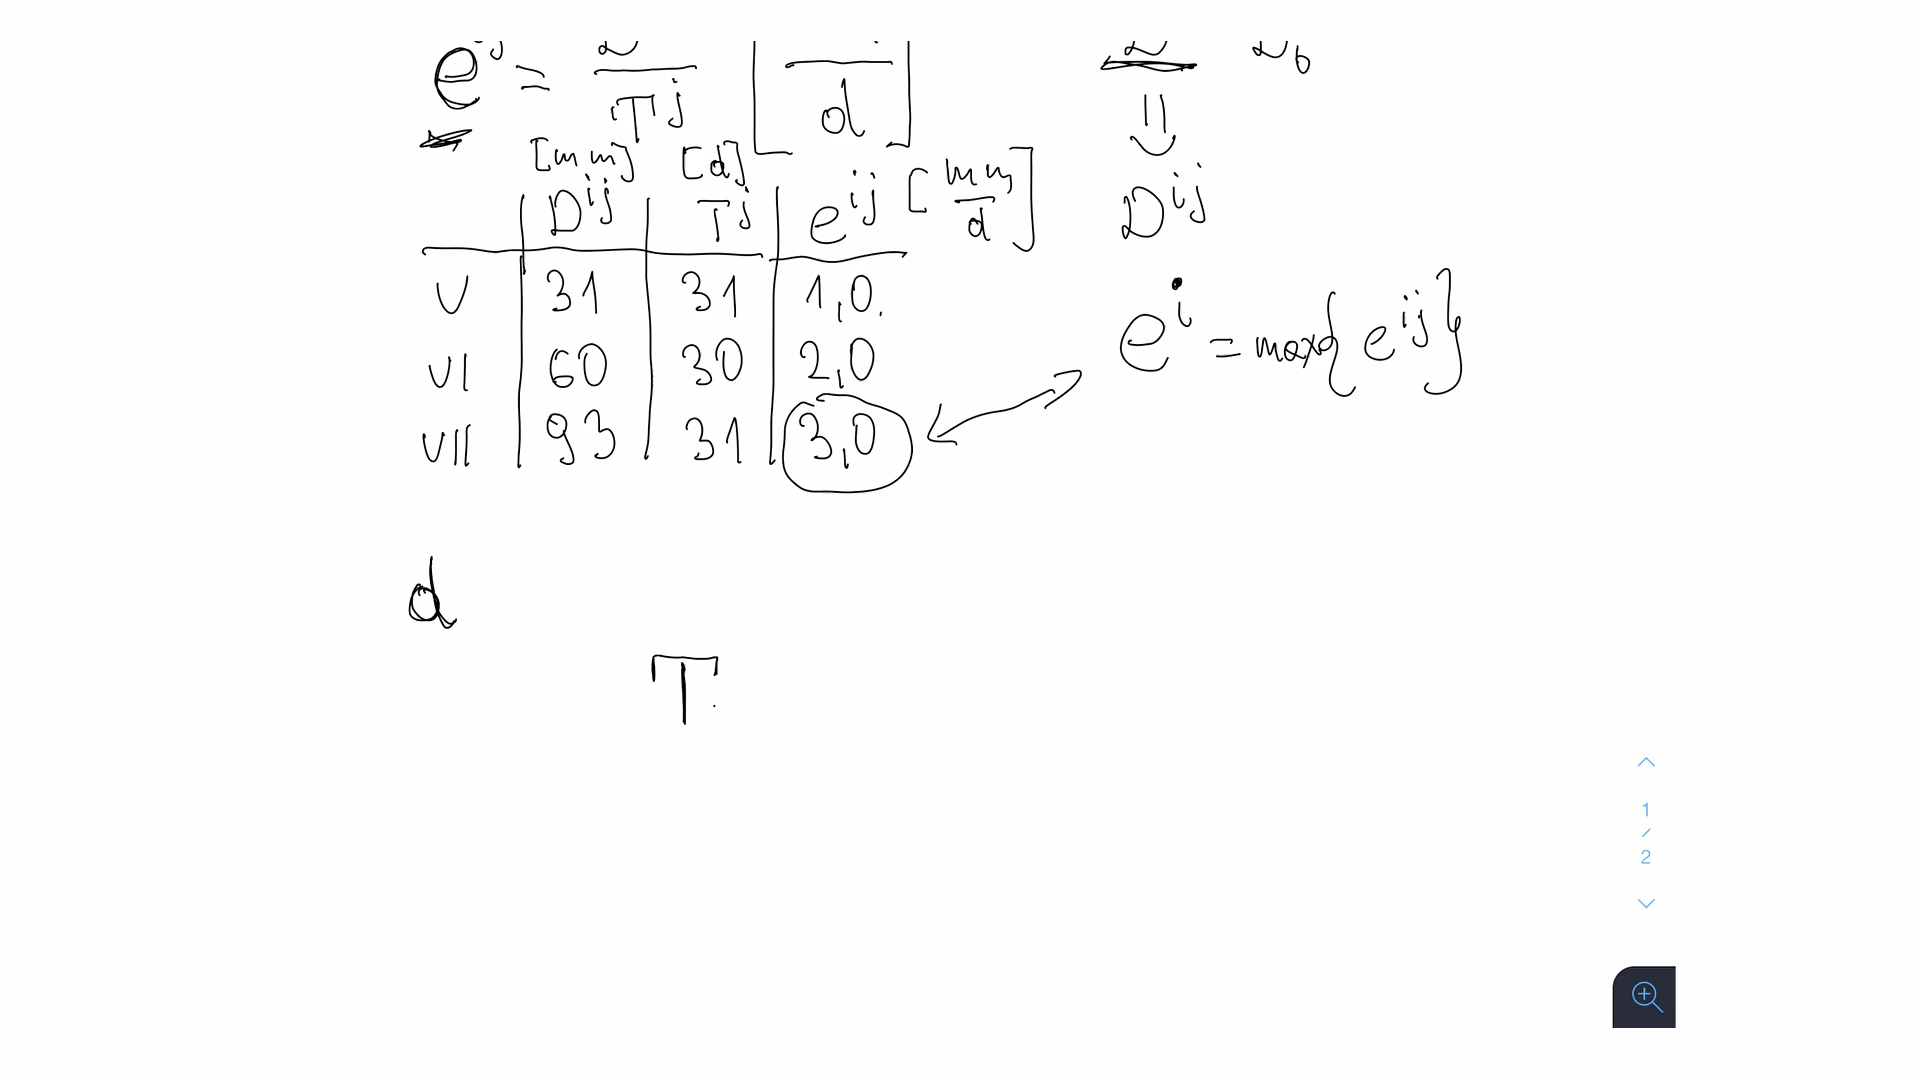 e^ij = D / T^j [ / d ] D_b
⇓
[mm] [d]
D^ij T^j e^ij [mm/d] D^ij
V 31 31 1,0.
VI 60 30 2,0
VII 93 31 3,0
e^i = max{e^ij}
d
T
1
/
2